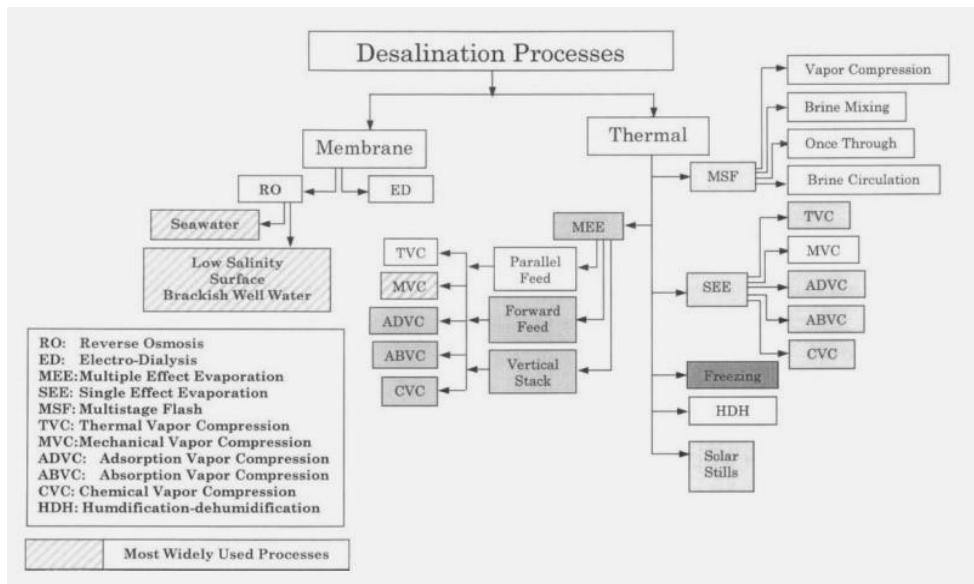 Desalination Processes
Membrane
Thermal
RO
ED
Seawater
Low Salinity
Surface
Brackish Well Water
MSF
Vapor Compression
Brine Mixing
Once Through
Brine Circulation
MEE
TVC
MVC
ADVC
ABVC
CVC
Parallel
Feed
Forward
Feed
Vertical
Stack
SEE
TVC
MVC
ADVC
ABVC
CVC
Freezing
HDH
Solar
Stills
RO: Reverse Osmosis
ED: Electro-Dialysis
MEE:Multiple Effect Evaporation
SEE: Single Effect Evaporation
MSF: Multistage Flash
TVC: Thermal Vapor Compression
MVC:Mechanical Vapor Compression
ADVC: Adsorption Vapor Compression
ABVC: Absorption Vapor Compression
CVC: Chemical Vapor Compression
HDH: Humdification-dehumidification
Most Widely Used Processes